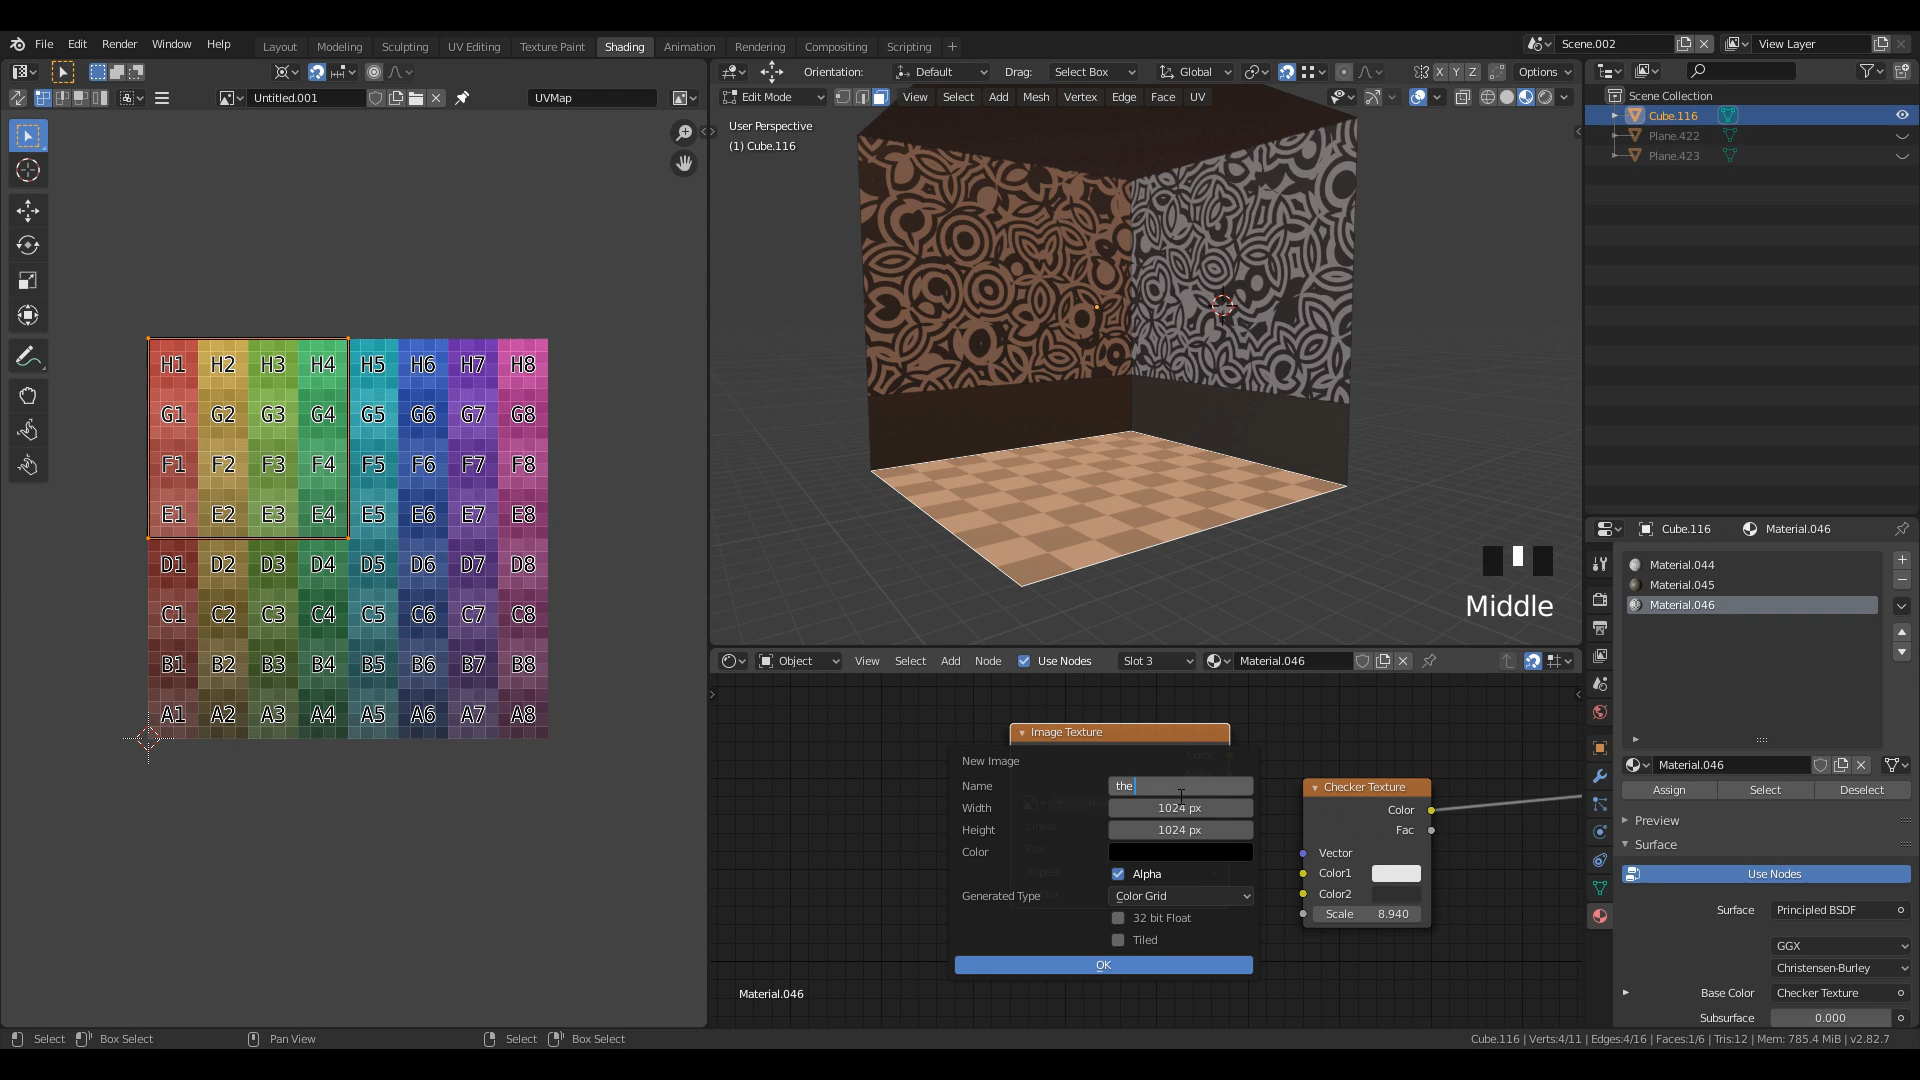 File Edit Render Window Help Layout Modeling Sculpting UV Editing Texture Paint Shading Animation Rendering Compositing Scripting + Scene.002 View Layer
Orientation: Default Drag: Select Box Global X Y Z Options
Untitled.001 UVMap Edit Mode View Select Add Mesh Vertex Edge Face UV
Scene Collection
Cube.116
Plane.422
Plane.423
User Perspective
(1) Cube.116
H1 H2 H3 H4 H5 H6 H7 H8
G1 G2 G3 G4 G5 G6 G7 G8
F1 F2 F3 F4 F5 F6 F7 F8
E1 E2 E3 E4 E5 E6 E7 E8
D1 D2 D3 D4 D5 D6 D7 D8
C1 C2 C3 C4 C5 C6 C7 C8
B1 B2 B3 B4 B5 B6 B7 B8
A1 A2 A3 A4 A5 A6 A7 A8
Middle
Object View Select Add Node Use Nodes Slot 3 Material.046
Image Texture
Color
New Image
Name the
Width 1024 px
Height 1024 px
Color
Alpha
Generated Type Color Grid
32 bit Float
Tiled
OK
Linear
Flat
Repeat
Checker Texture
Color
Fac
Vector
Color1
Color2
Scale 8.940
Material.046
Cube.116 Material.046
Material.044
Material.045
Material.046
Material.046
Assign Select Deselect
Preview
Surface
Use Nodes
Surface Principled BSDF
GGX
Christensen-Burley
Base Color Checker Texture
Subsurface 0.000
Select Box Select Pan View Select Box Select Cube.116 | Verts:4/11 | Edges:4/16 | Faces:1/6 | Tris:12 | Mem: 785.4 MiB | v2.82.7